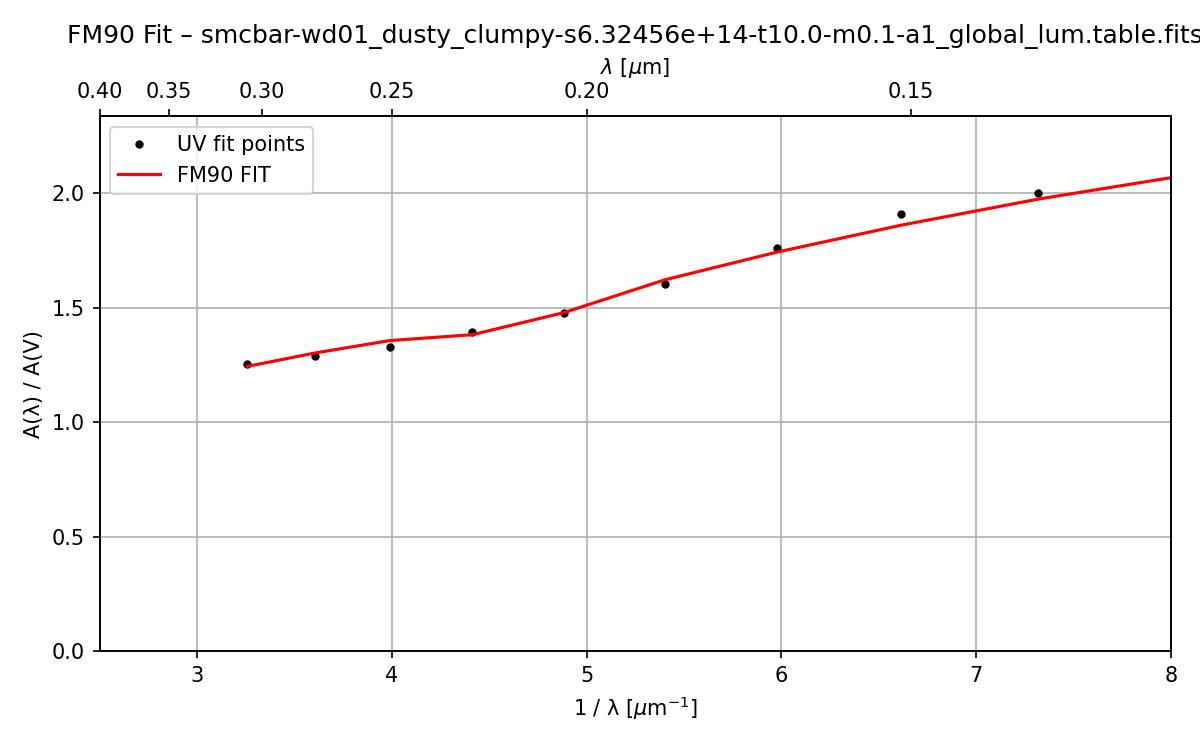 FM90 Fit – smcbar-wd01_dusty_clumpy-s6.32456e+14-t10.0-m0.1-a1_global_lum.table.fits
λ [μm]
0.40 0.35 0.30 0.25 0.20 0.15
UV fit points
FM90 FIT
2.0
1.5
1.0
0.5
0.0
A(λ) / A(V)
3 4 5 6 7 8
1 / λ [μm⁻¹]